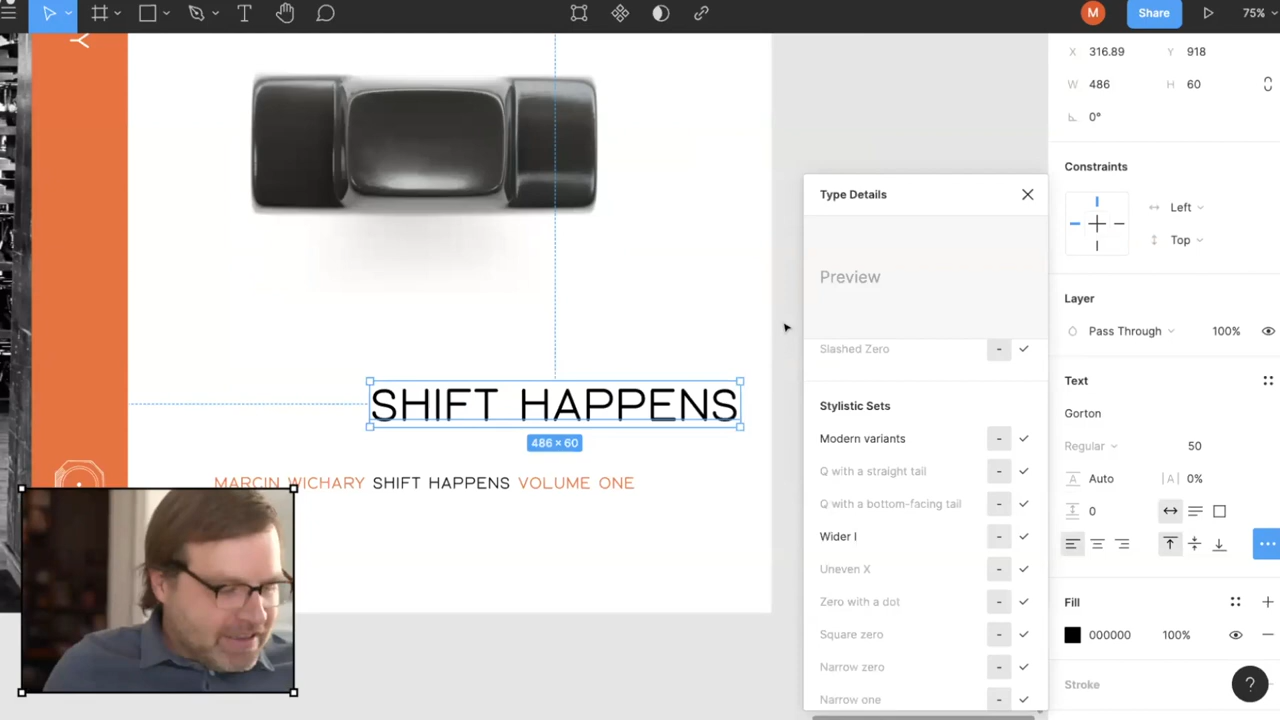 M
Share
75%
Y
X 316.89 Y 918
W 486 H 60
0°
Constraints
Left
Top
Layer
Pass Through 100%
Text
Gorton
Regular 50
Auto |A| 0%
0
Fill
000000 100%
Stroke
?
Type Details
Preview
Slashed Zero -
Stylistic Sets
Modern variants -
Q with a straight tail -
Q with a bottom-facing tail -
Wider I -
Uneven X -
Zero with a dot -
Square zero -
Narrow zero -
Narrow one -
SHIFT HAPPENS
486 × 60
MARCIN WICHARY SHIFT HAPPENS VOLUME ONE